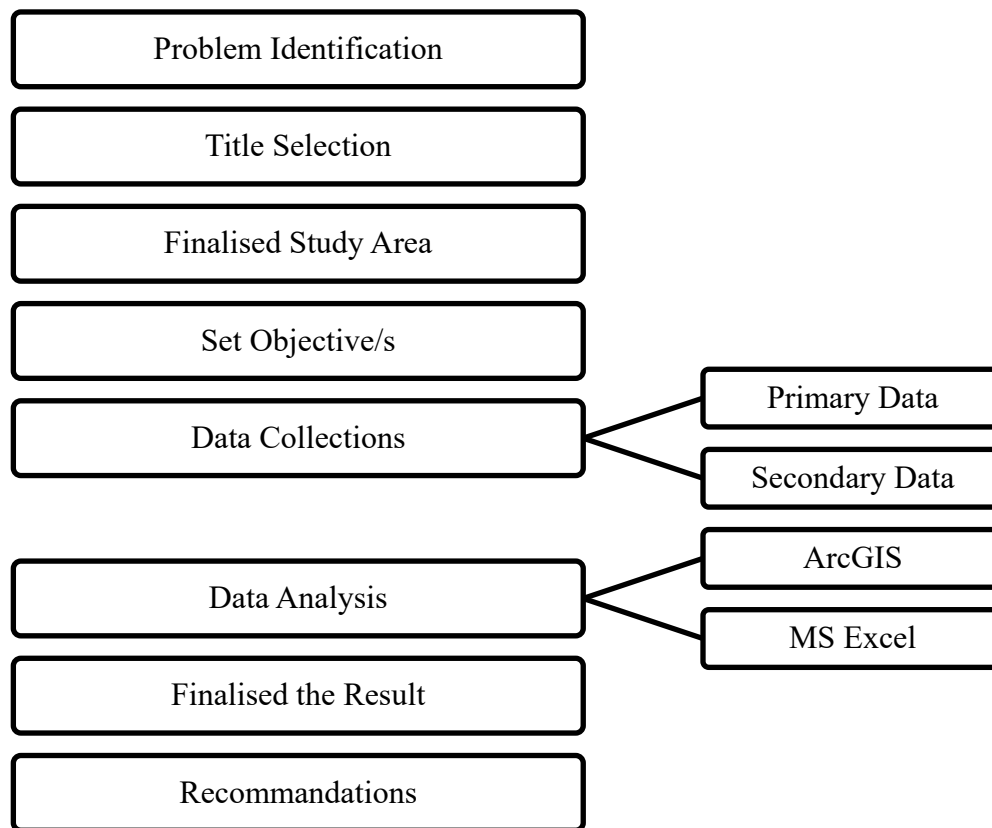 Problem Identification
Title Selection
Finalised Study Area
Set Objective/s
Data Collections
Primary Data
Secondary Data
Data Analysis
ArcGIS
MS Excel
Finalised the Result
Recommandations